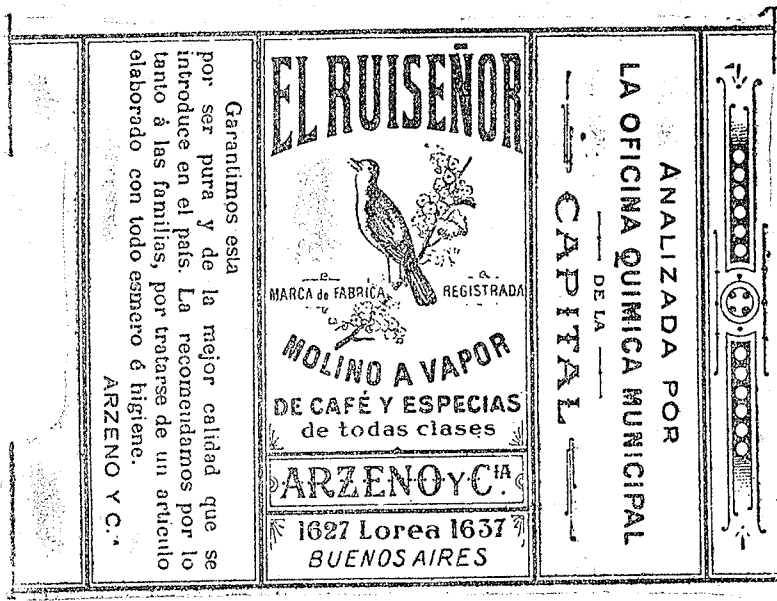 Garantimos esta
por ser pura y de la mejor calidad que se
introduce en el país. La recomendamos por lo
tanto á las familias, por tratarse de un articulo
elaborado con todo esmero é higiene.
ARZENO Y C.ª
EL RUISEÑOR
MARCA de FABRICA REGISTRADA
MOLINO A VAPOR
DE CAFÉ Y ESPECIAS
de todas clases
ARZENO Y Cᴵᴬ.
1627 Lorea 1637
BUENOS AIRES
ANALIZADA POR
LA OFICINA QUIMICA MUNICIPAL
DE LA
CAPITAL